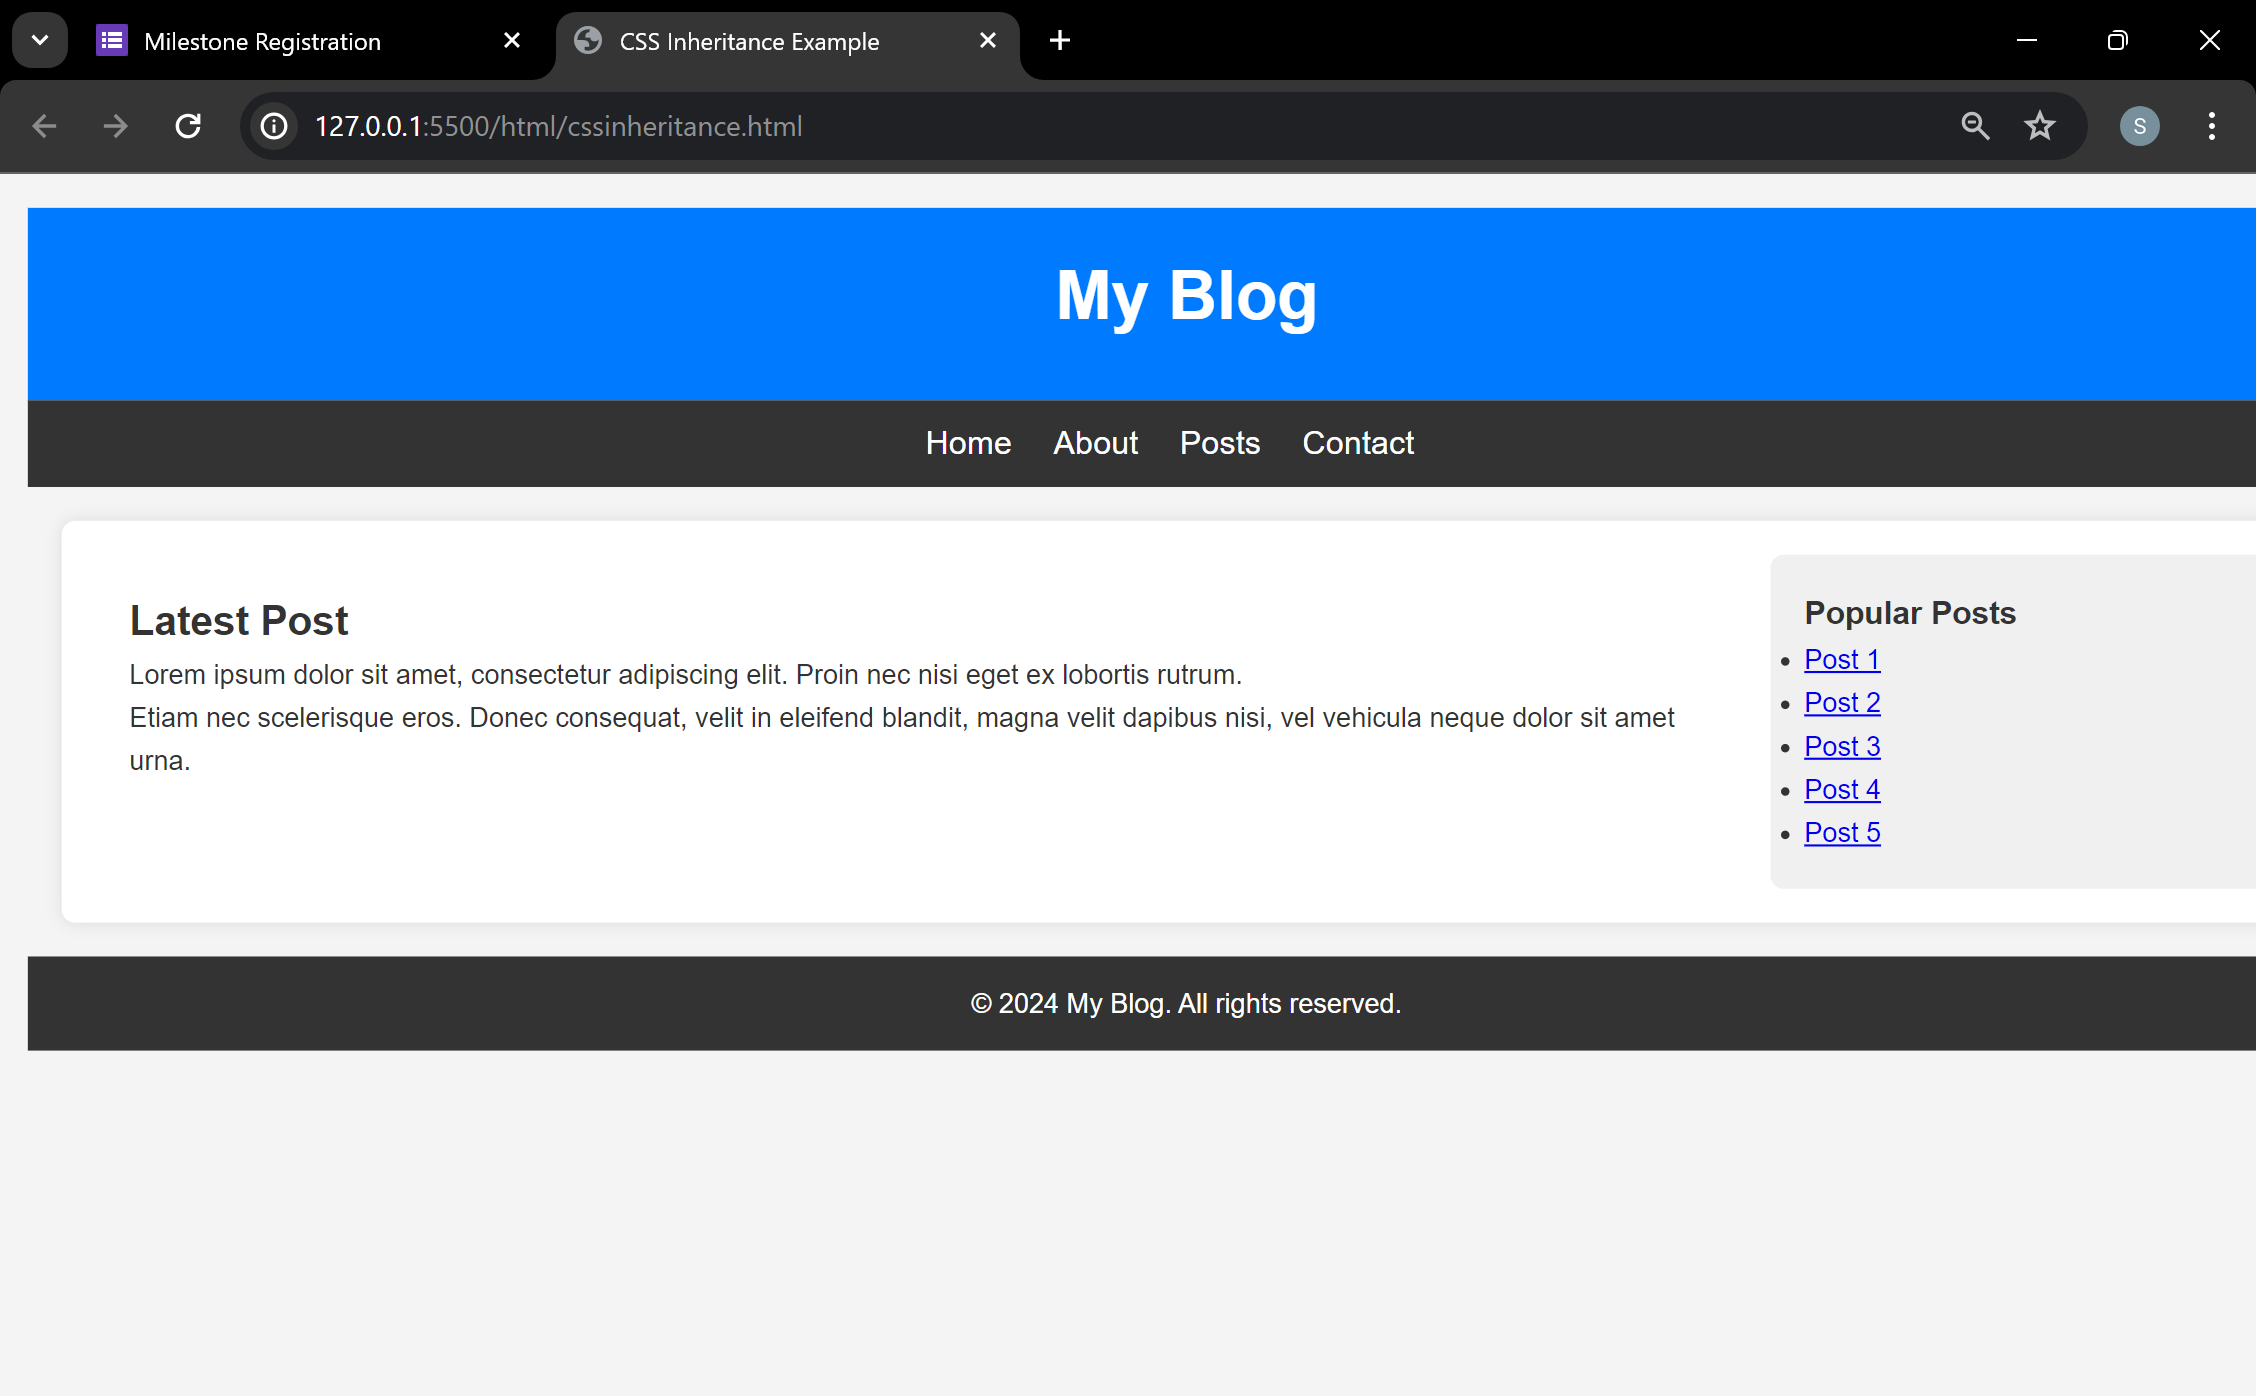 Milestone Registration
CSS Inheritance Example
127.0.0.1:5500/html/cssinheritance.html
S
My Blog
Home About Posts Contact
Latest Post
Lorem ipsum dolor sit amet, consectetur adipiscing elit. Proin nec nisi eget ex lobortis rutrum.
Etiam nec scelerisque eros. Donec consequat, velit in eleifend blandit, magna velit dapibus nisi, vel vehicula neque dolor sit amet
urna.
Popular Posts
Post 1
Post 2
Post 3
Post 4
Post 5
© 2024 My Blog. All rights reserved.